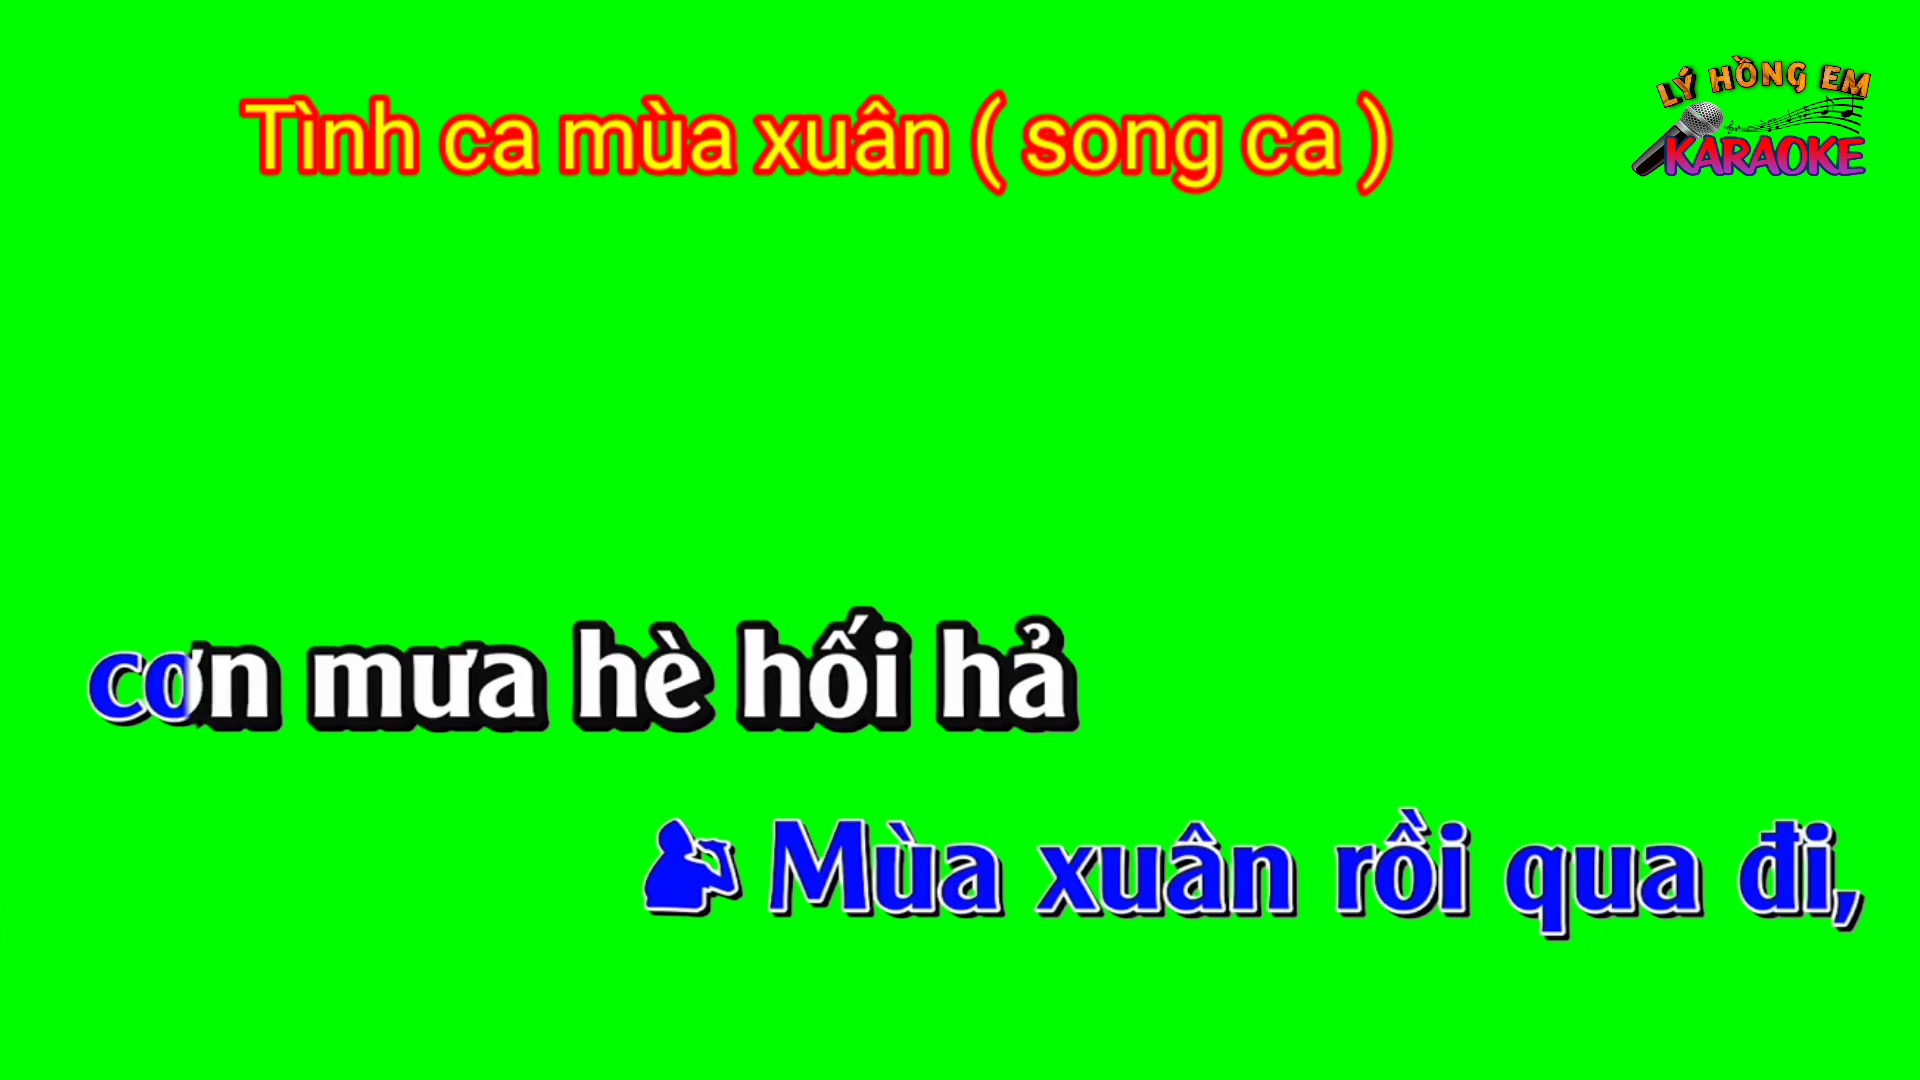 Tình ca mùa xuân ( song ca )
LÝ HỒNG EM
KARAOKE
cơn mưa hè hối hả
Mùa xuân rồi qua đi,